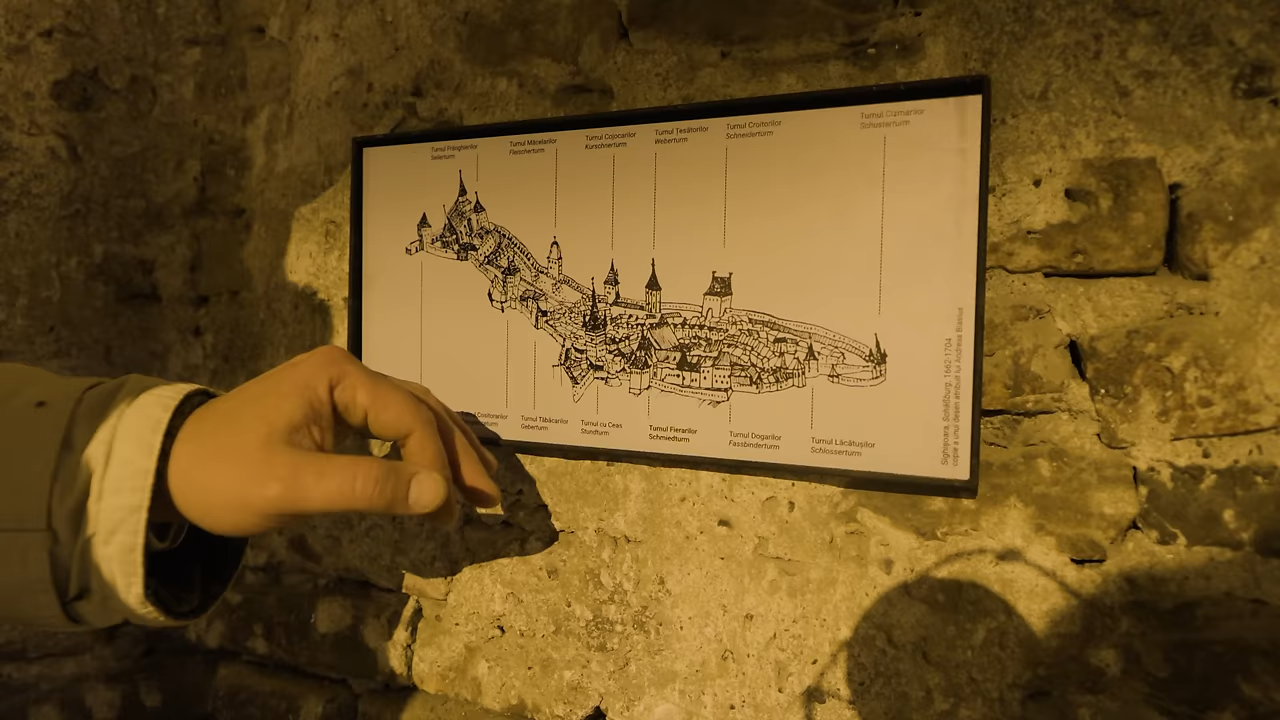 Turnul Frânghierilor
Seilerturm
Turnul Măcelarilor
Fleischerturm
Turnul Cojocarilor
Kurschnerturm
Turnul Țesătorilor
Weberturm
Turnul Croitorilor
Schneiderturm
Turnul Cizmarilor
Schusterturm
Cositorarilor
Turnul Tăbăcarilor
Gerberturm
Turnul cu Ceas
Stundturm
Turnul Fierarilor
Schmiedturm
Turnul Dogarilor
Fassbinderturm
Turnul Lăcătușilor
Schlosserturm
Sighișoara, Schäßburg, 1662-1704
copie a unui desen atribuit lui Andreas Blasius